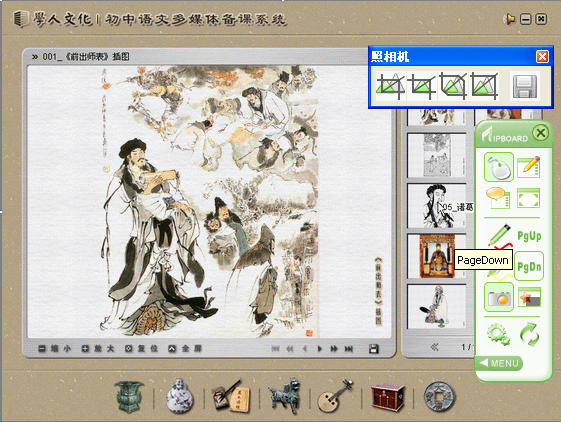 學人文化 | 初中语文多媒体备课系统
001_《前出师表》插图
照相机
IPBOARD
PgUp
05_诸葛
PageDown
PgDn
《前出师表》插图
缩小 放大 复位 全屏
1/
MENU